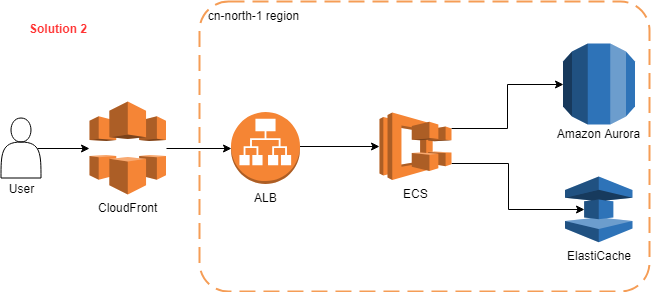 Solution 2
cn-north-1 region
User
CloudFront
ALB
ECS
Amazon Aurora
ElastiCache